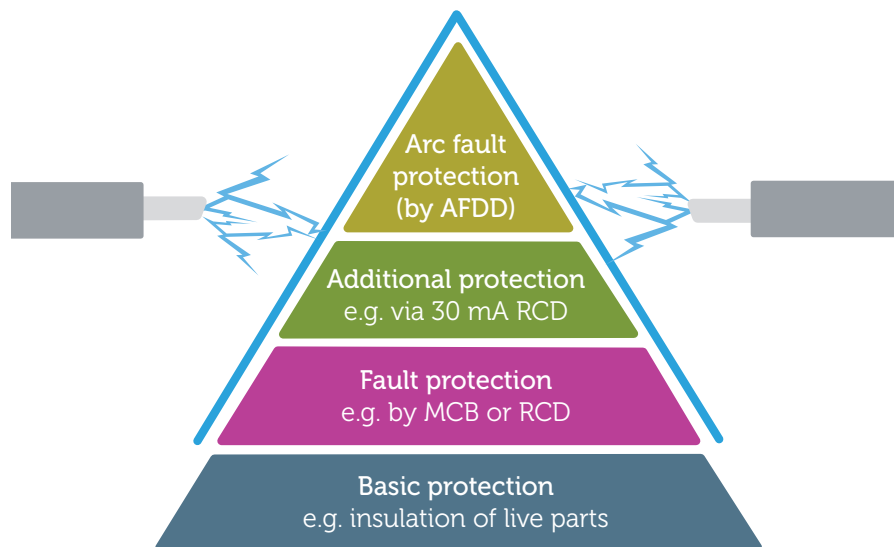 Arc fault
protection
(by AFDD)
Additional protection
e.g. via 30 mA RCD
Fault protection
e.g. by MCB or RCD
Basic protection
e.g. insulation of live parts